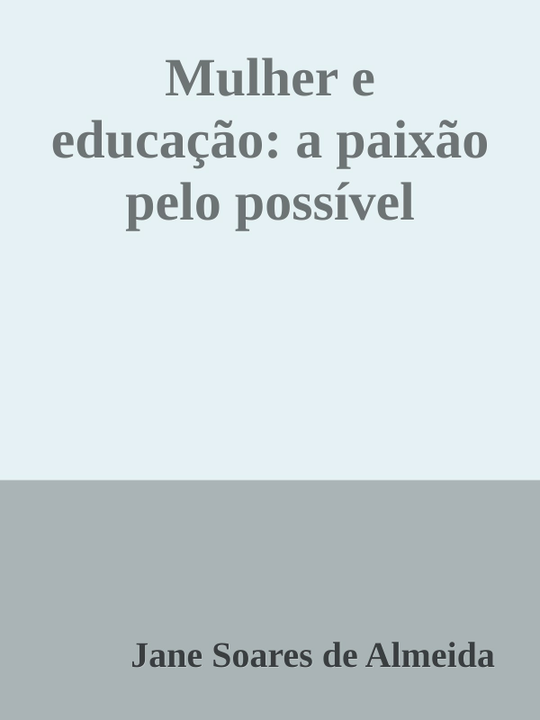 Mulher e
educação: a paixão
pelo possível
Jane Soares de Almeida